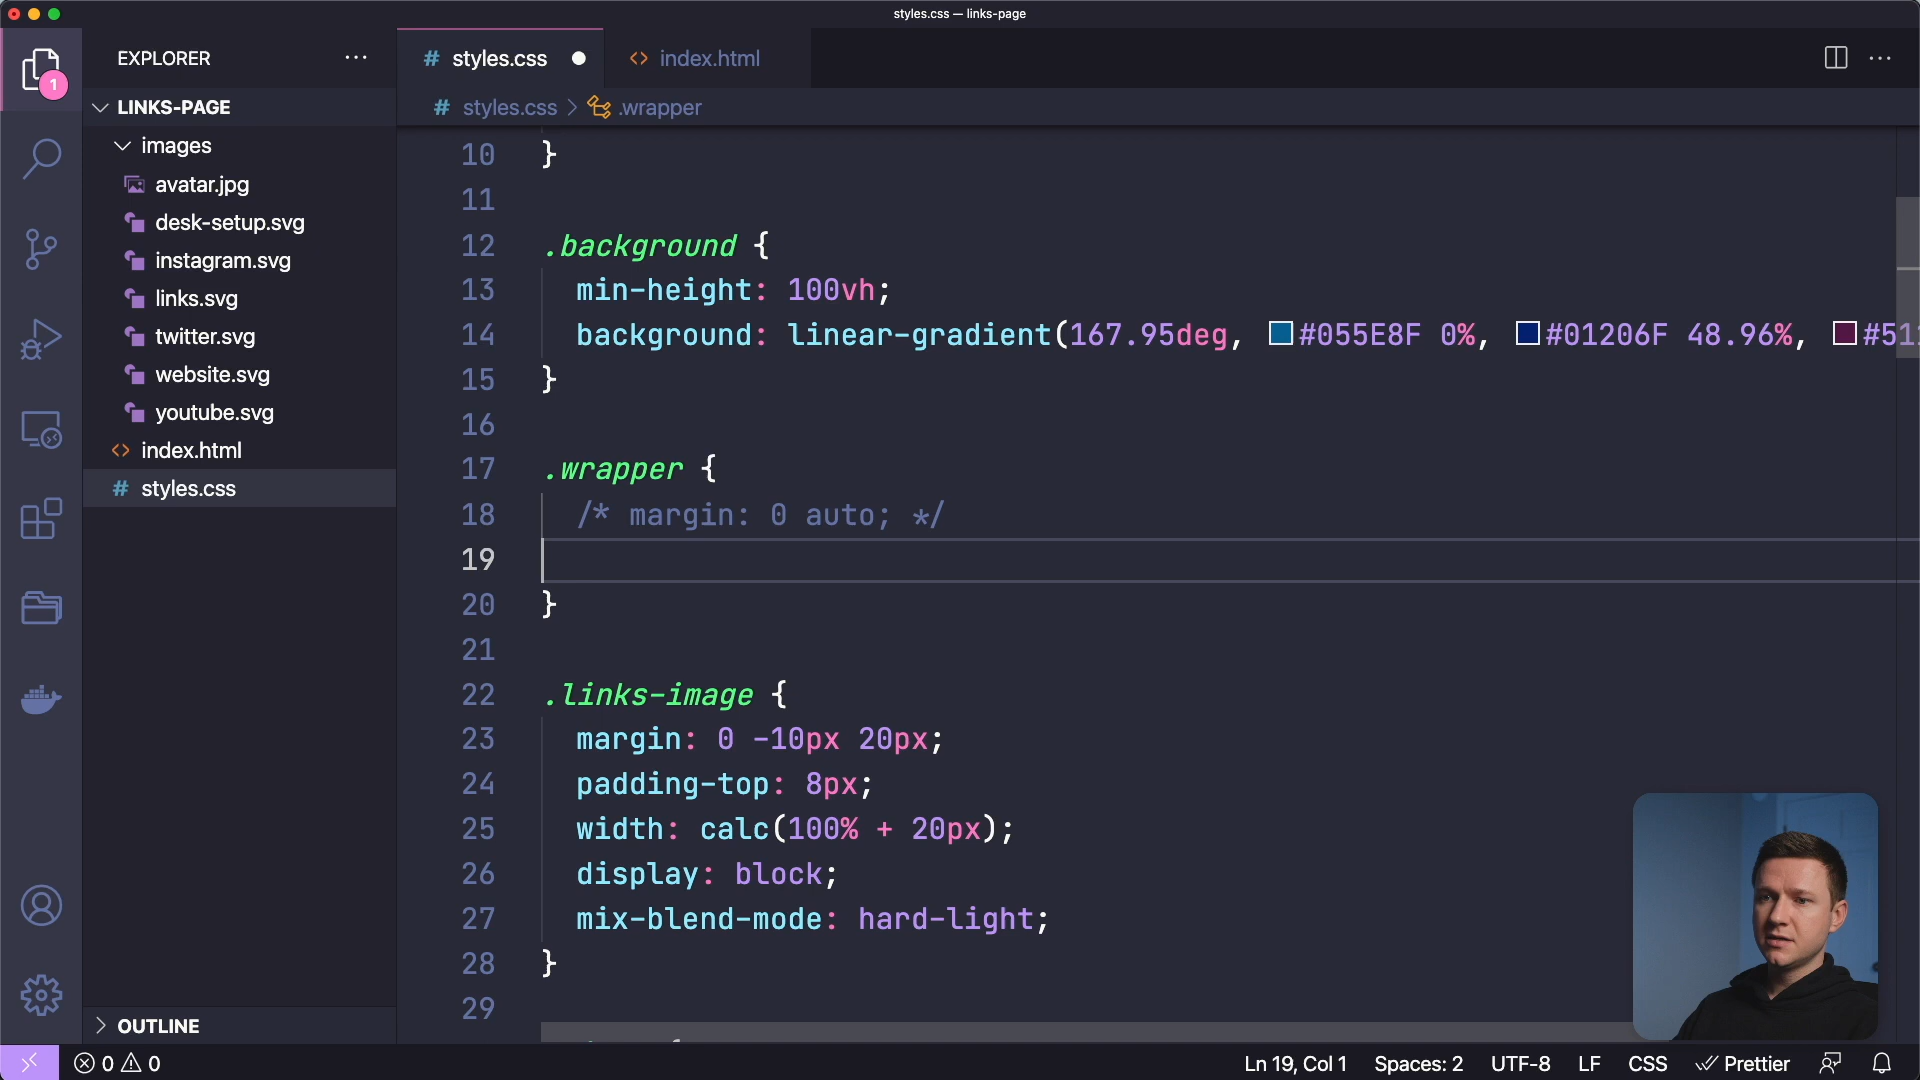 styles.css — links-page
EXPLORER
# styles.css
<> index.html
1
LINKS-PAGE
# styles.css > .wrapper
images
avatar.jpg
desk-setup.svg
instagram.svg
links.svg
twitter.svg
website.svg
youtube.svg
<> index.html
# styles.css
10 }
11
12 .background {
13 min-height: 100vh;
14 background: linear-gradient(167.95deg, #055E8F 0%, #01206F 48.96%,
15 }
16
17 .wrapper {
18 /* margin: 0 auto; */
19
20 }
21
22 .links-image {
23 margin: 0 -10px 20px;
24 padding-top: 8px;
25 width: calc(100% + 20px);
26 display: block;
27 mix-blend-mode: hard-light;
28 }
29
OUTLINE
0 0
Ln 19, Col 1 Spaces: 2 UTF-8 LF CSS Prettier